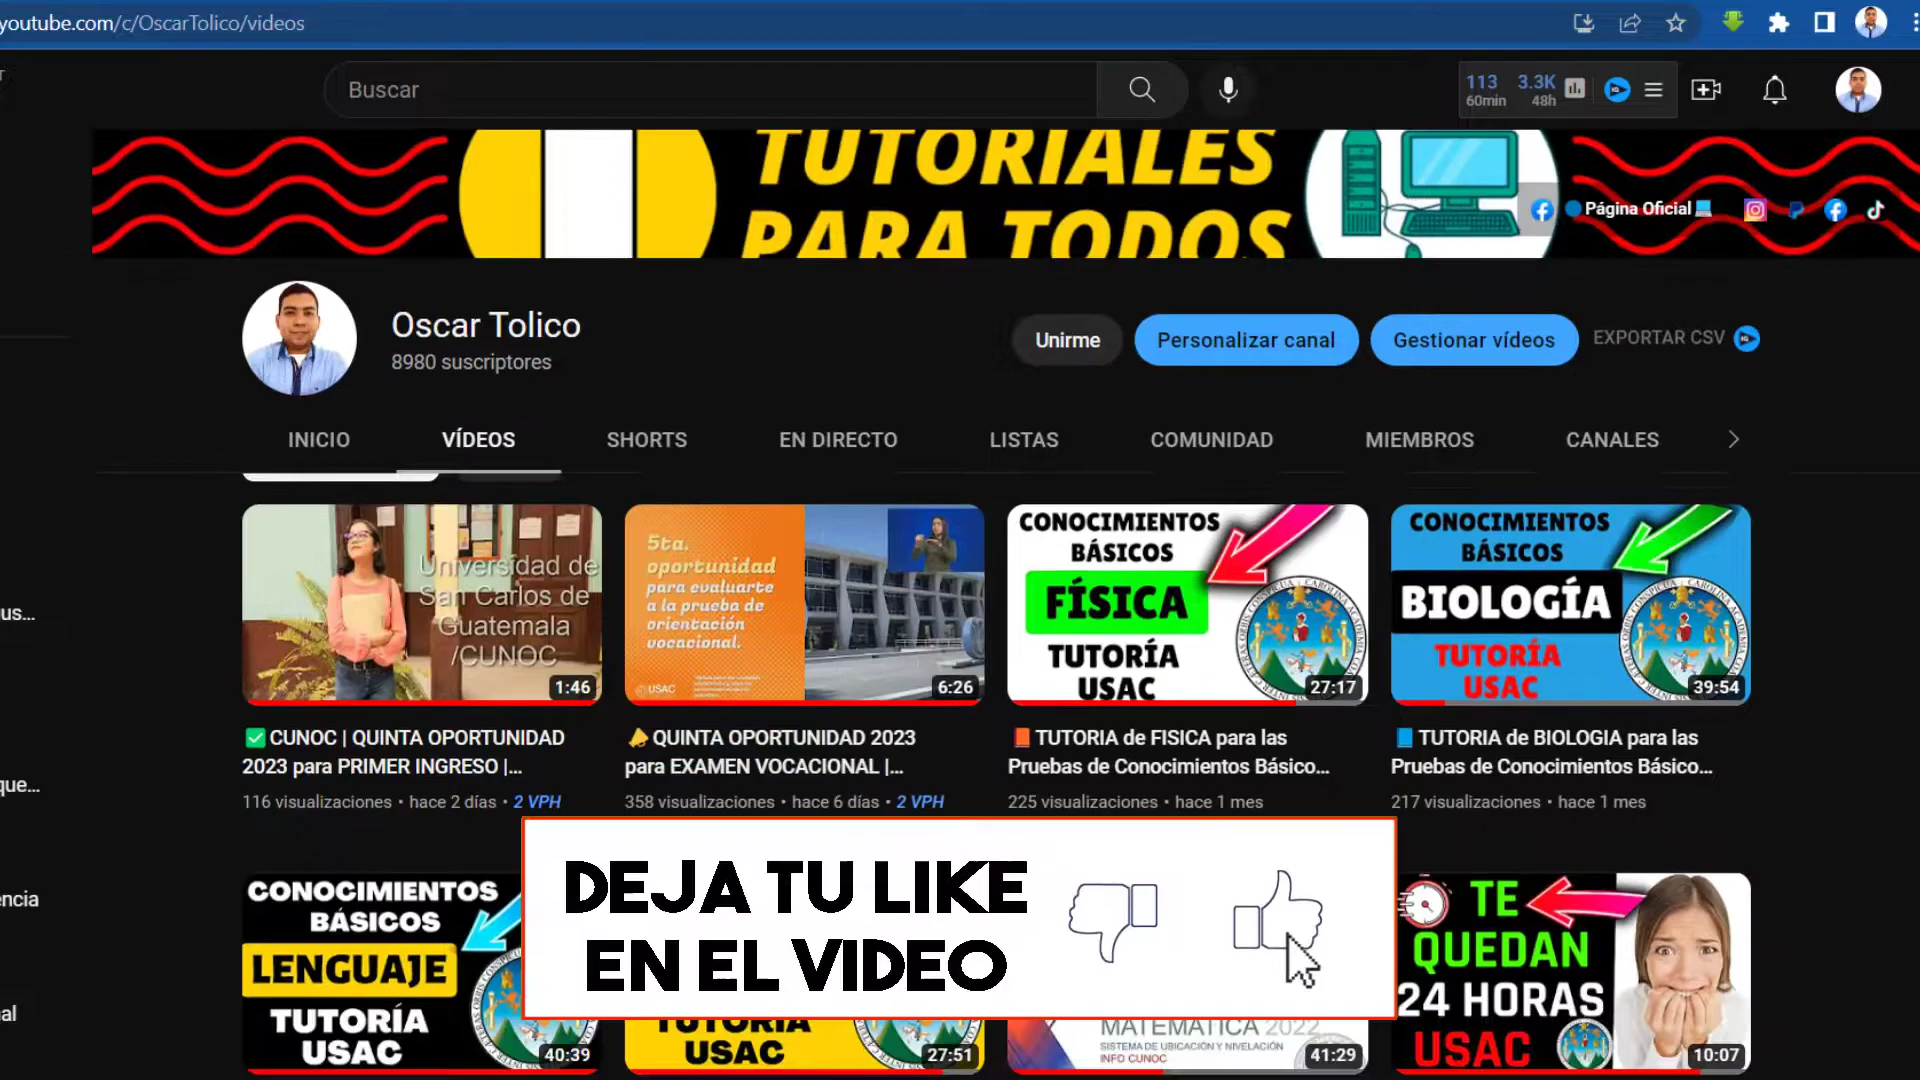 youtube.com/c/OscarTolico/videos
Buscar
113
60min
3.3K
48h
TUTORIALES
PARA TODOS
Página Oficial
Oscar Tolico
8980 suscriptores
Unirme
Personalizar canal
Gestionar vídeos
EXPORTAR CSV
INICIO
VÍDEOS
SHORTS
EN DIRECTO
LISTAS
COMUNIDAD
MIEMBROS
CANALES
Universidad de
San Carlos de
Guatemala
/CUNOC
1:46
5ta.
oportunidad
para evaluarte
a la prueba de
orientación
vocacional.
USAC
6:26
CONOCIMIENTOS
BÁSICOS
FÍSICA
TUTORÍA
USAC
27:17
CONOCIMIENTOS
BÁSICOS
BIOLOGÍA
TUTORÍA
USAC
39:54
CUNOC | QUINTA OPORTUNIDAD
2023 para PRIMER INGRESO |...
116 visualizaciones • hace 2 días • 2 VPH
QUINTA OPORTUNIDAD 2023
para EXAMEN VOCACIONAL |...
358 visualizaciones • hace 6 días • 2 VPH
TUTORIA de FISICA para las
Pruebas de Conocimientos Básico...
225 visualizaciones • hace 1 mes
TUTORIA de BIOLOGIA para las
Pruebas de Conocimientos Básico...
217 visualizaciones • hace 1 mes
us...
que...
encia
al
CONOCIMIENTOS
BÁSICOS
LENGUAJE
TUTORÍA
USAC
40:39
DEJA TU LIKE
EN EL VIDEO
TUTORÍA
USAC
27:51
MATEMATICA 2022
SISTEMA DE UBICACIÓN Y NIVELACIÓN
INFO CUNOC
41:29
TE
QUEDAN
24 HORAS
USAC
10:07